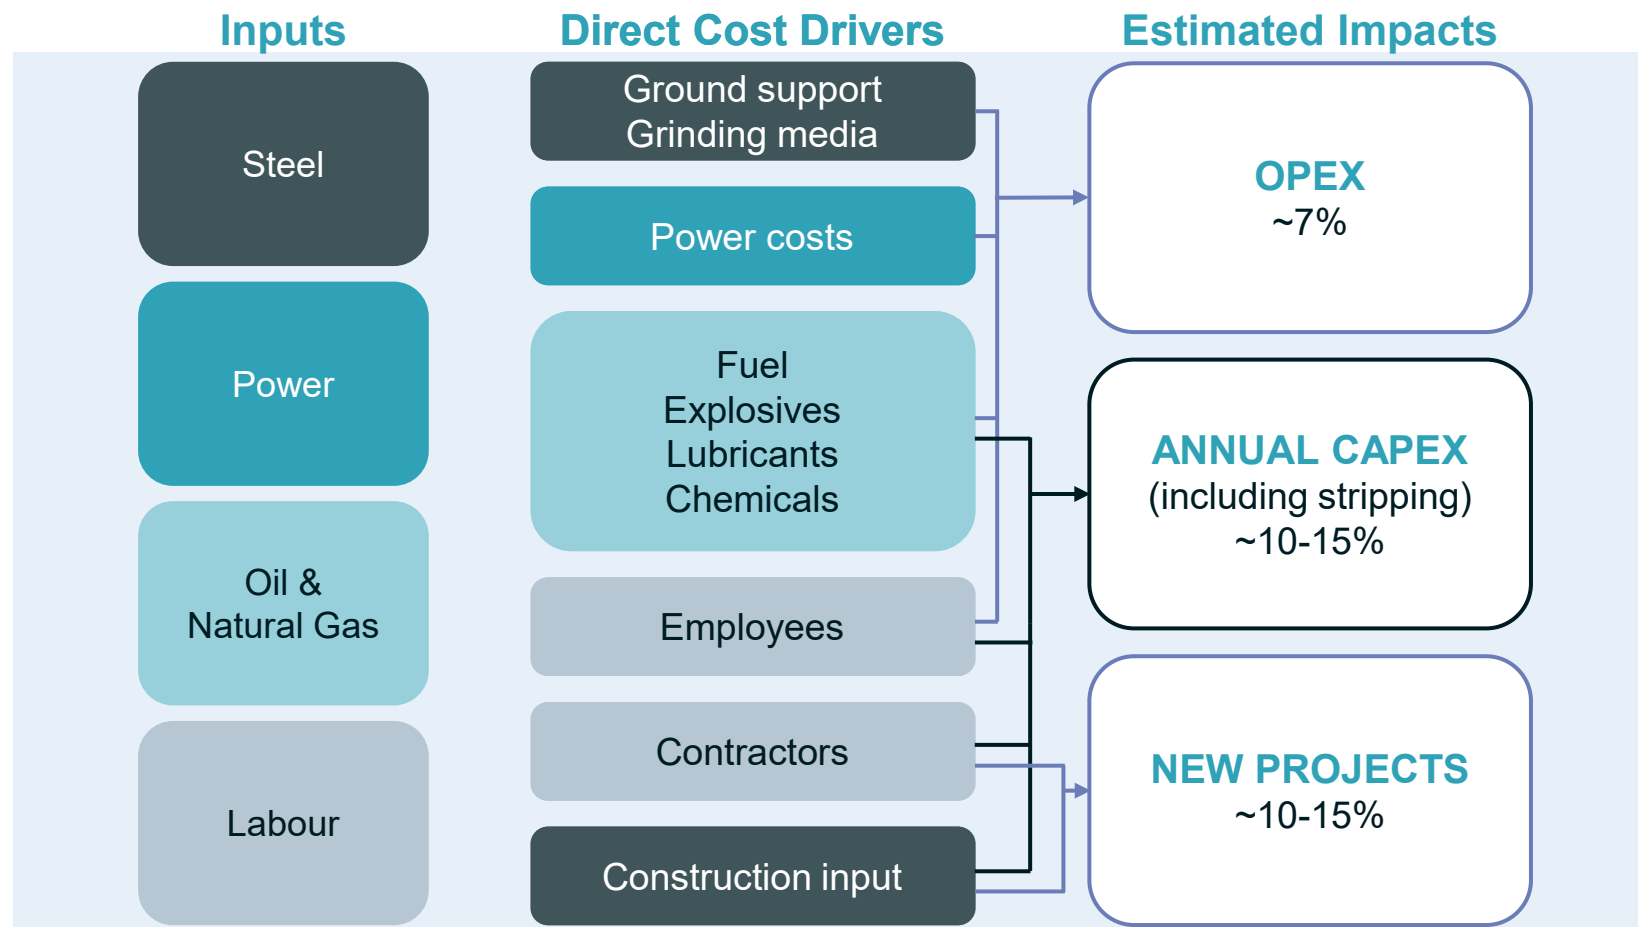 Inputs
Direct Cost Drivers
Estimated Impacts
Steel
Power
Oil &
Natural Gas
Labour
Ground support
Grinding media
Power costs
Fuel
Explosives
Lubricants
Chemicals
Employees
Contractors
Construction input
OPEX
~7%
ANNUAL CAPEX
(including stripping)
~10-15%
NEW PROJECTS
~10-15%